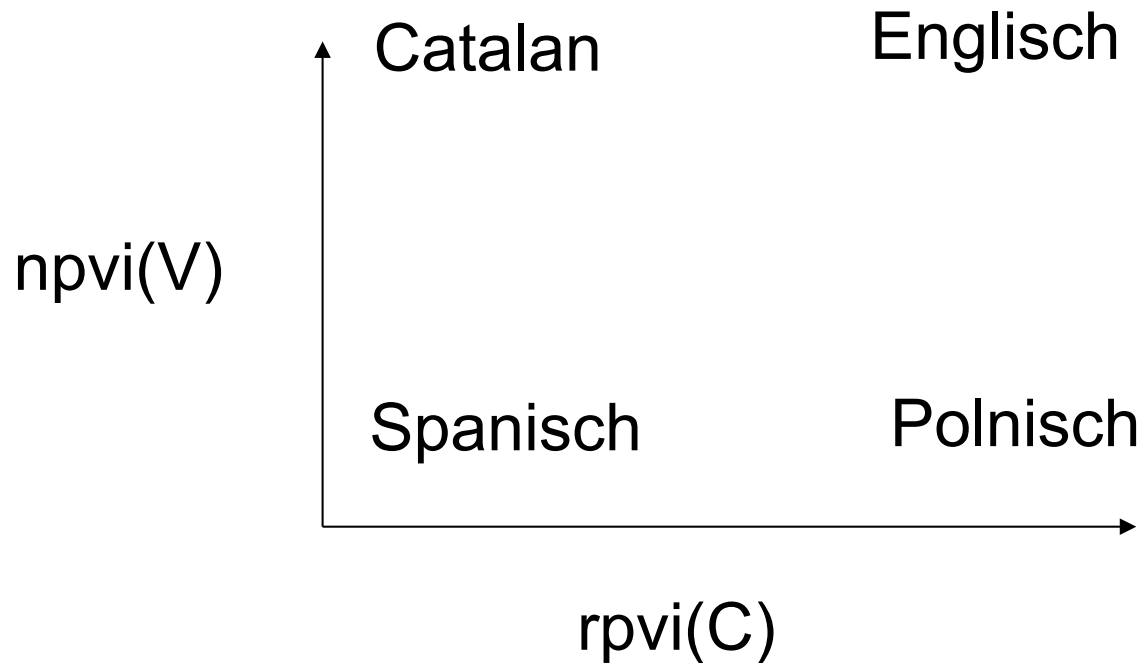 Catalan
Englisch
npvi(V)
Spanisch
Polnisch
rpvi(C)